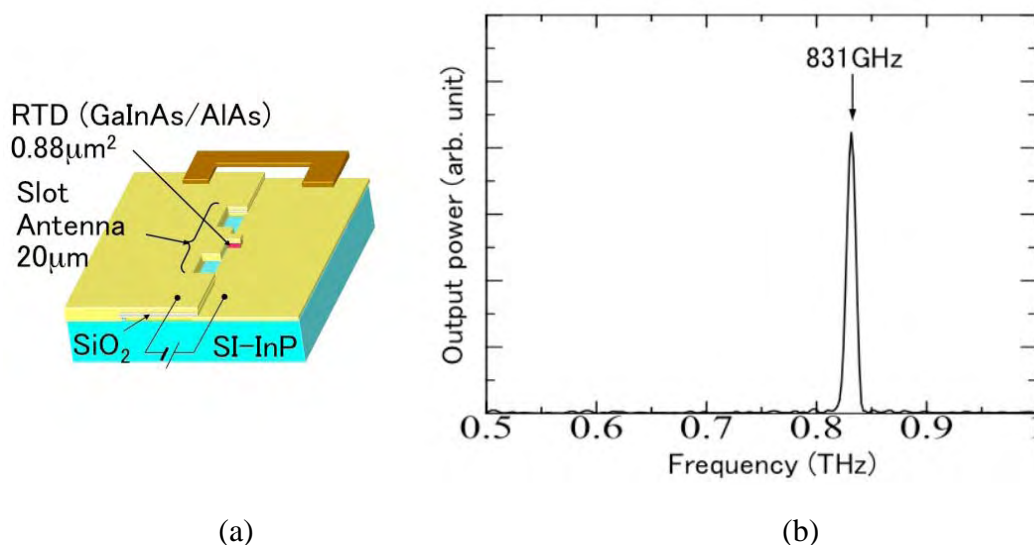 RTD (GaInAs/AlAs)
0.88μm²
Slot
Antenna
20μm
SiO₂
SI-InP
(a)
Output power (arb. unit)
831GHz
0.5 0.6 0.7 0.8 0.9
Frequency (THz)
(b)